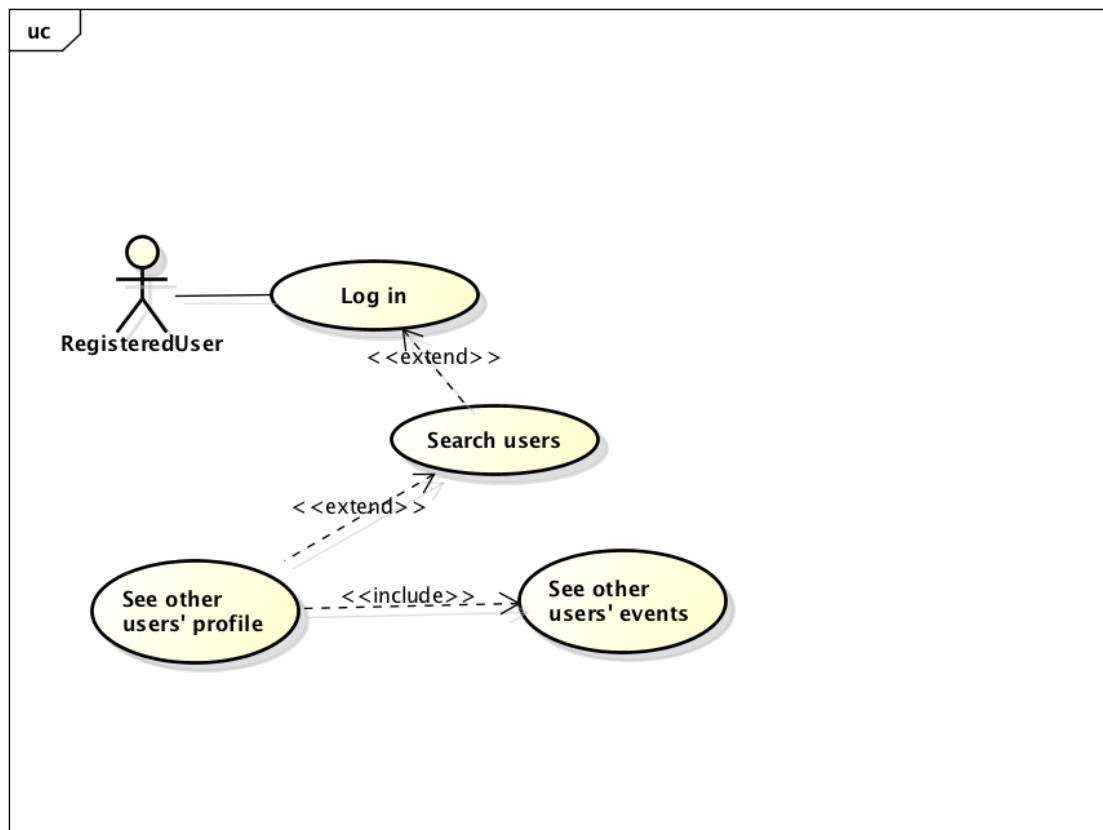 uc
Log in
RegisteredUser
<<extend>>
Search users
<<extend>>
See other
users' profile
<<include>>
See other
users' events